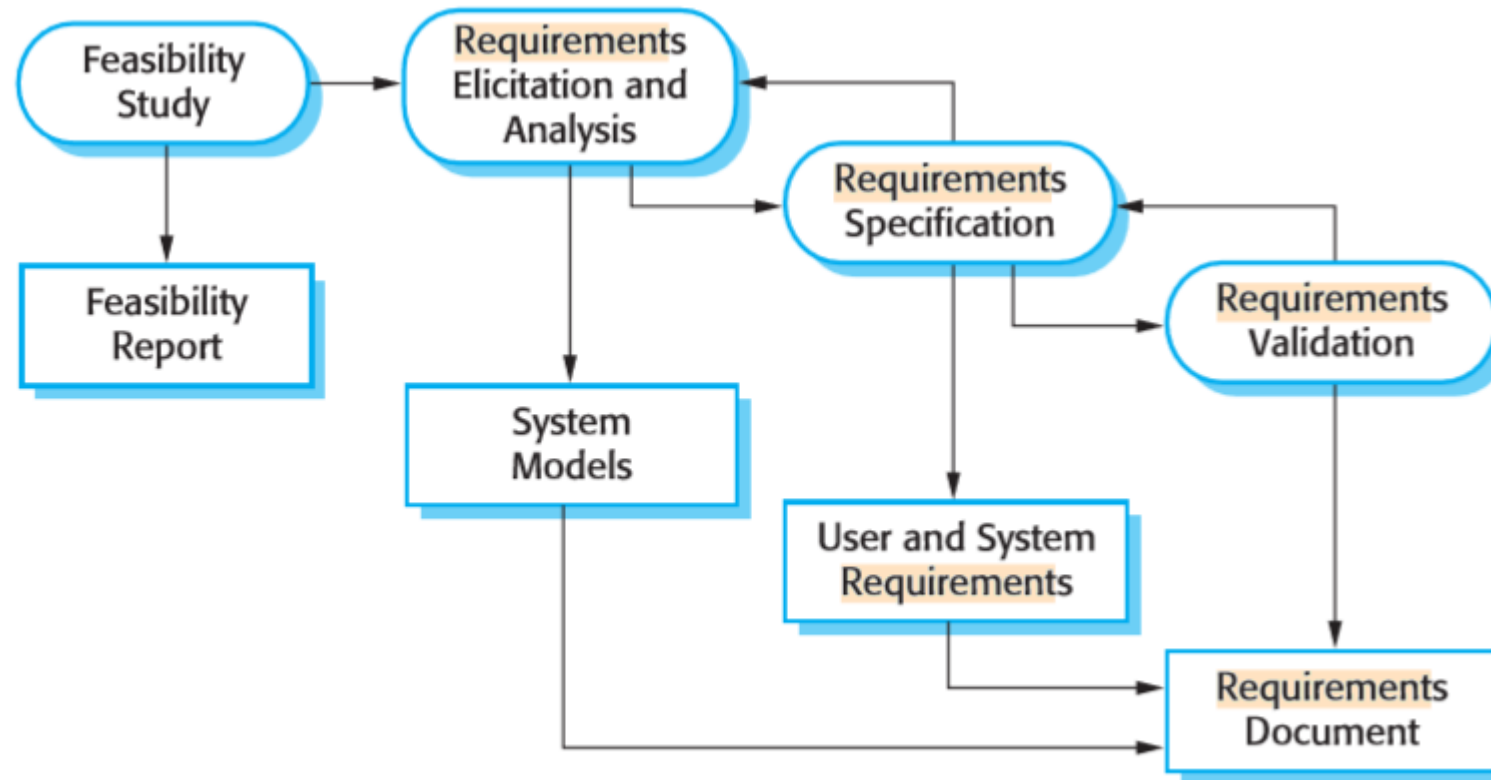 Feasibility
Study
Requirements
Elicitation and
Analysis
Requirements
Specification
Requirements
Validation
Feasibility
Report
System
Models
User and System
Requirements
Requirements
Document